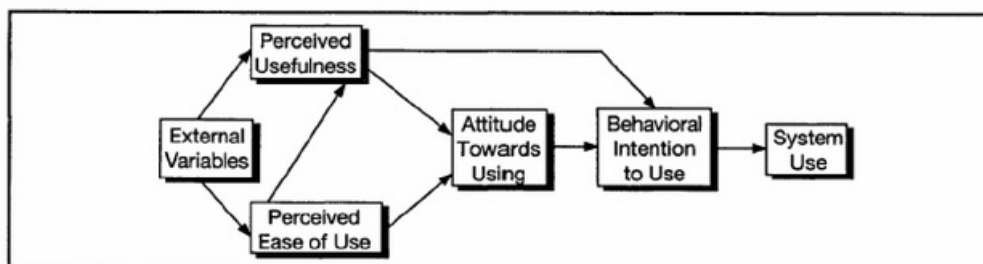 Perceived
Usefulness
External
Variables
Perceived
Ease of Use
Attitude
Towards
Using
Behavioral
Intention
to Use
System
Use